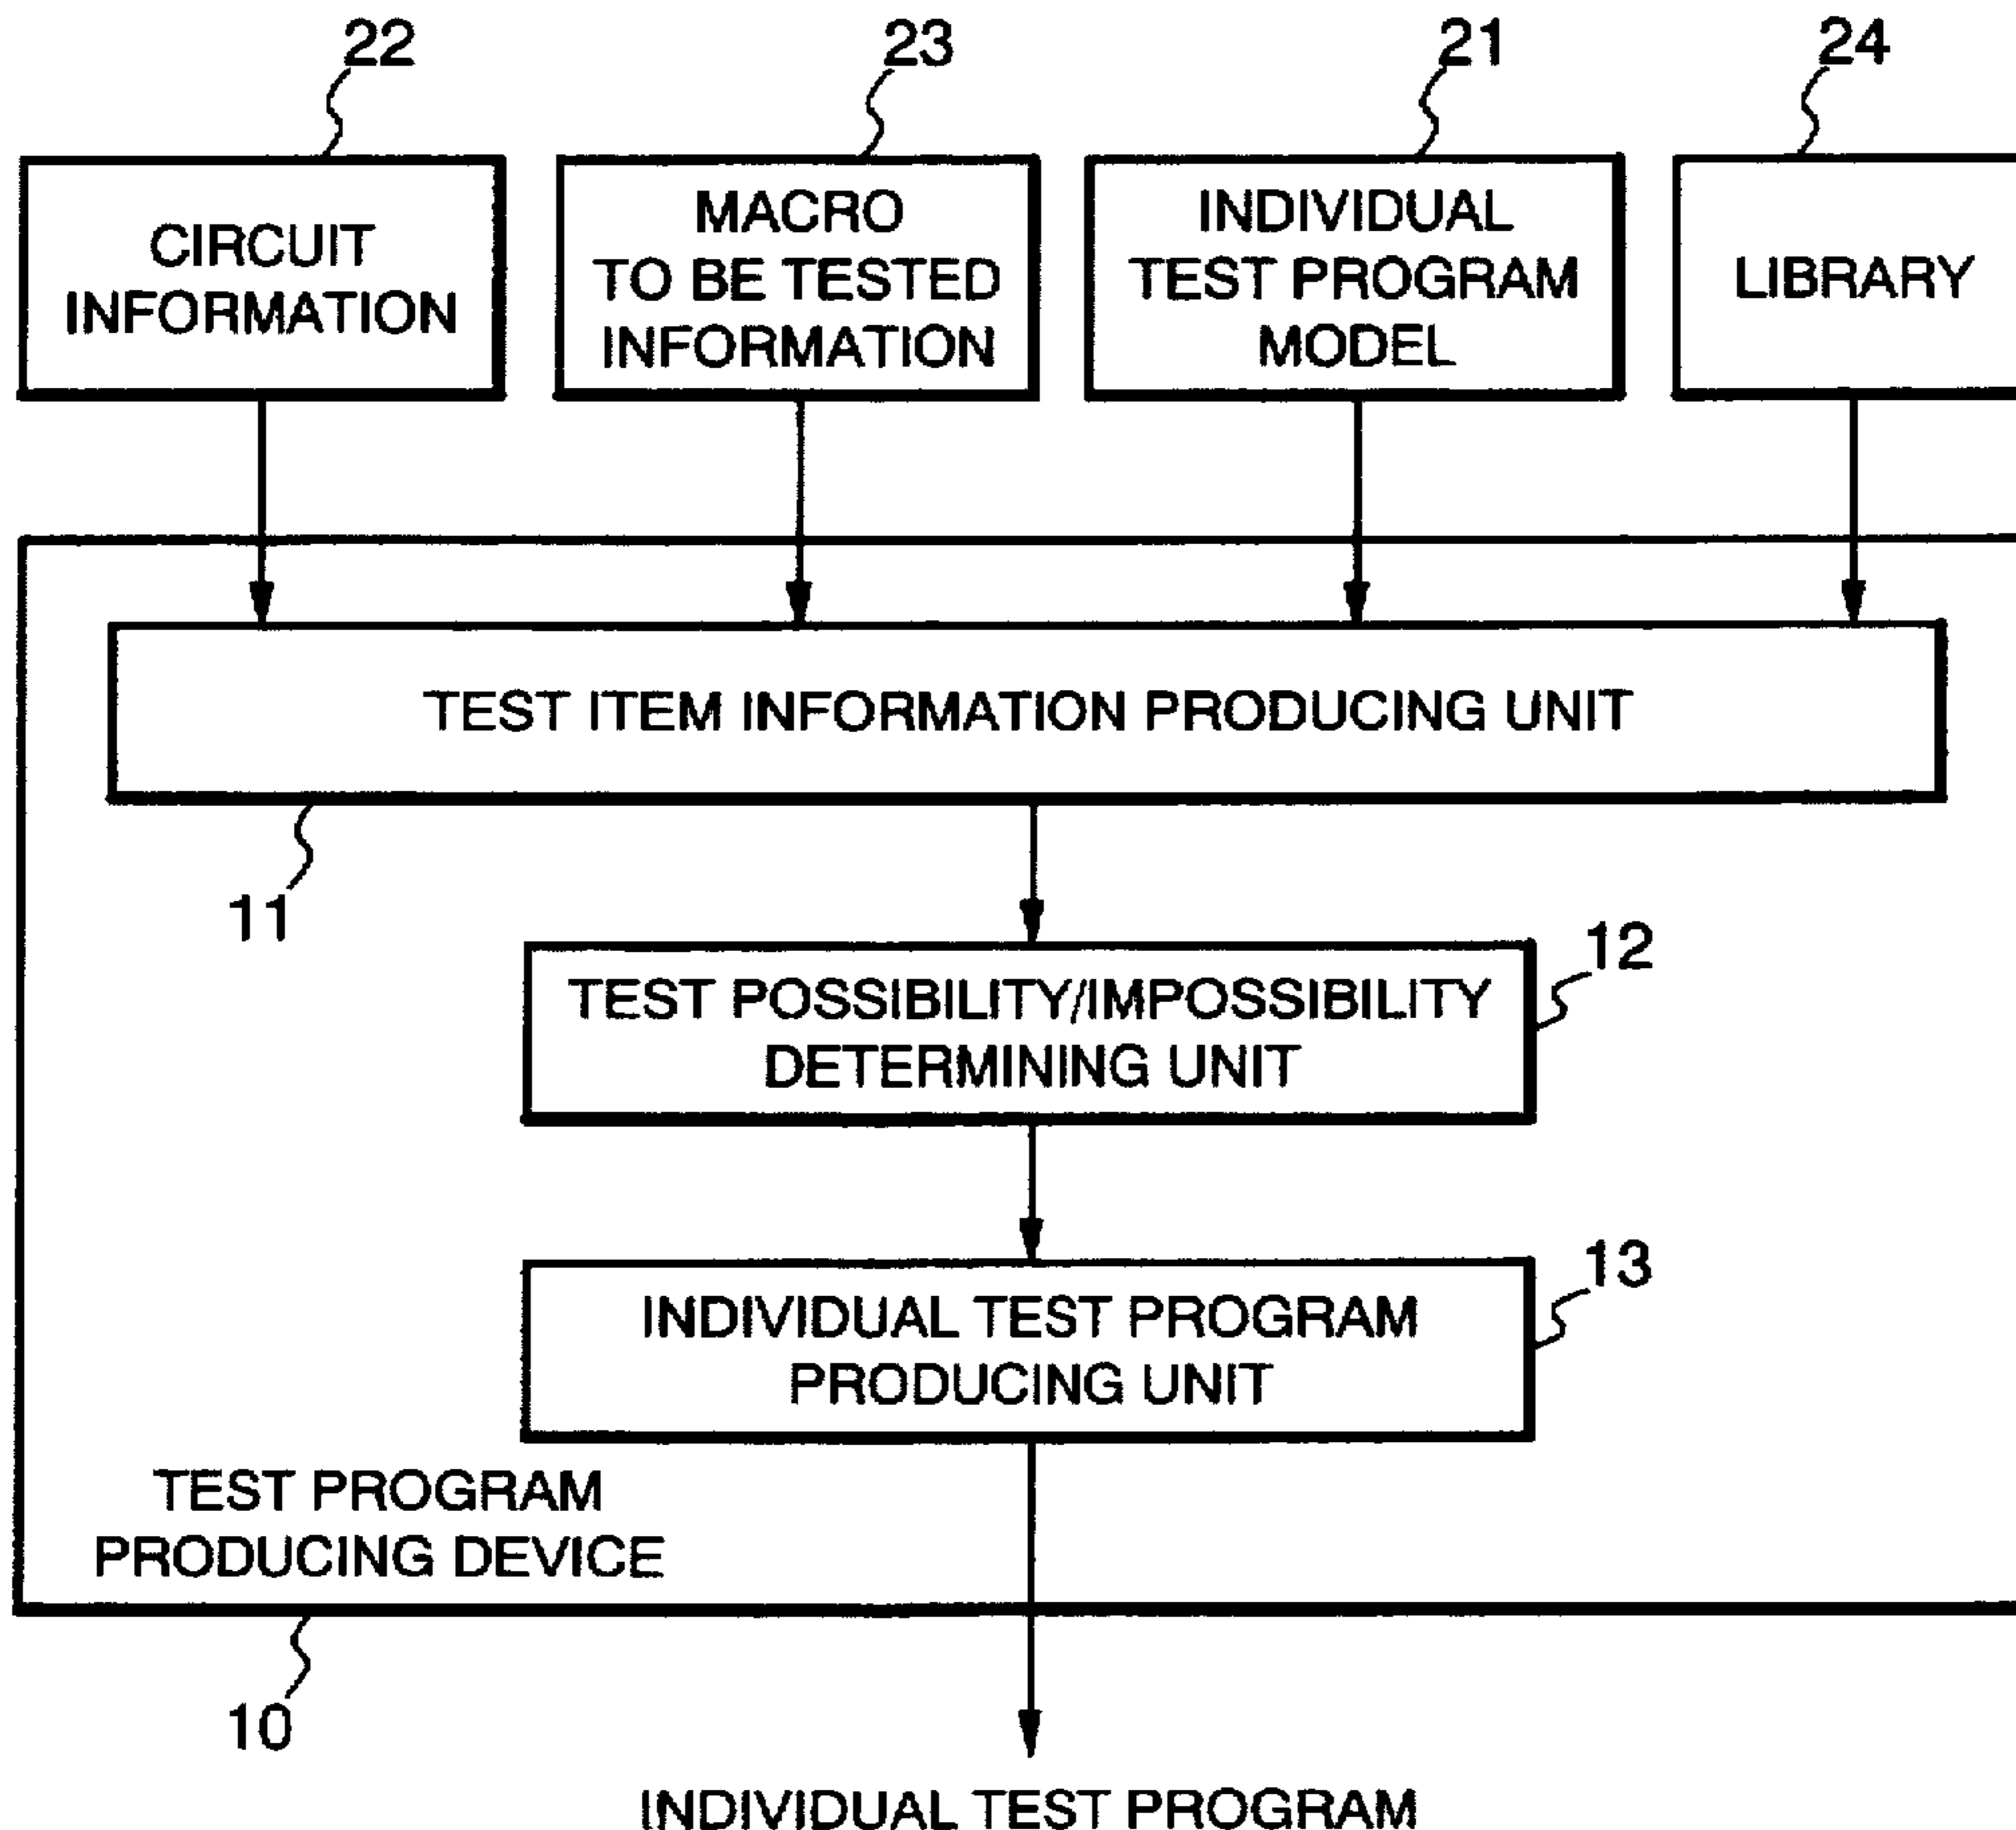 22
23
21
24
CIRCUIT
INFORMATION
MACRO
TO BE TESTED
INFORMATION
INDIVIDUAL
TEST PROGRAM
MODEL
LIBRARY
TEST ITEM INFORMATION PRODUCING UNIT
11
TEST POSSIBILITY/IMPOSSIBILITY
DETERMINING UNIT
12
INDIVIDUAL TEST PROGRAM
PRODUCING UNIT
13
TEST PROGRAM
PRODUCING DEVICE
10
INDIVIDUAL TEST PROGRAM